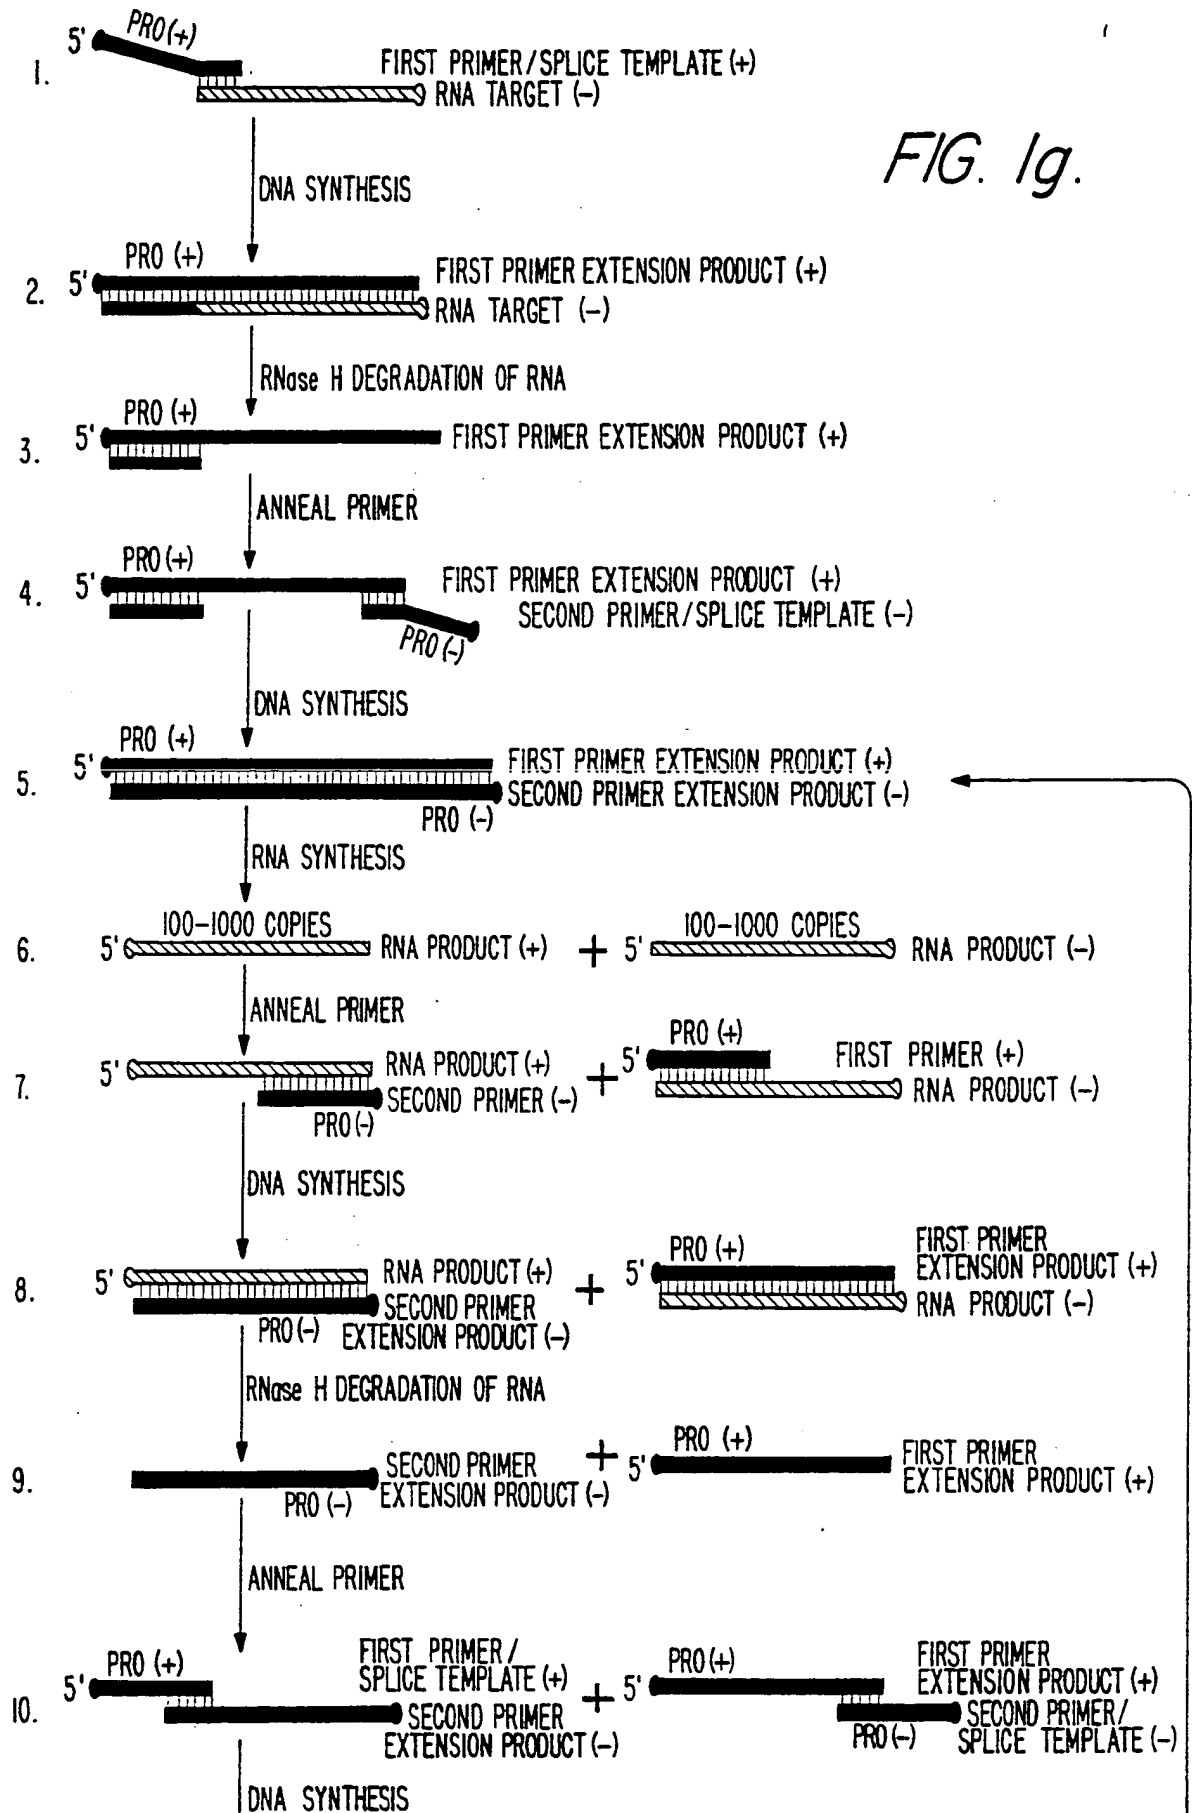 FIG. 1g.
1.
5' PRO (+)
FIRST PRIMER/SPLICE TEMPLATE (+)
RNA TARGET (-)
DNA SYNTHESIS
2.
PRO (+)
5'
FIRST PRIMER EXTENSION PRODUCT (+)
RNA TARGET (-)
RNase H DEGRADATION OF RNA
3.
PRO (+)
5'
FIRST PRIMER EXTENSION PRODUCT (+)
ANNEAL PRIMER
4.
PRO (+)
5'
FIRST PRIMER EXTENSION PRODUCT (+)
SECOND PRIMER/SPLICE TEMPLATE (-)
PRO (-)
DNA SYNTHESIS
5.
PRO (+)
5'
FIRST PRIMER EXTENSION PRODUCT (+)
SECOND PRIMER EXTENSION PRODUCT (-)
PRO (-)
RNA SYNTHESIS
6.
100-1000 COPIES
5'
RNA PRODUCT (+)
+
100-1000 COPIES
5'
RNA PRODUCT (-)
ANNEAL PRIMER
7.
5'
RNA PRODUCT (+)
SECOND PRIMER (-)
PRO (-)
+
PRO (+)
5'
FIRST PRIMER (+)
RNA PRODUCT (-)
DNA SYNTHESIS
8.
5'
RNA PRODUCT (+)
SECOND PRIMER
EXTENSION PRODUCT (-)
PRO (-)
+
PRO (+)
5'
FIRST PRIMER
EXTENSION PRODUCT (+)
RNA PRODUCT (-)
RNase H DEGRADATION OF RNA
9.
SECOND PRIMER
EXTENSION PRODUCT (-)
PRO (-)
+
PRO (+)
5'
FIRST PRIMER
EXTENSION PRODUCT (+)
ANNEAL PRIMER
10.
PRO (+)
5'
FIRST PRIMER /
SPLICE TEMPLATE (+)
SECOND PRIMER
EXTENSION PRODUCT (-)
+
PRO (+)
5'
FIRST PRIMER
EXTENSION PRODUCT (+)
SECOND PRIMER/
SPLICE TEMPLATE (-)
PRO (-)
DNA SYNTHESIS